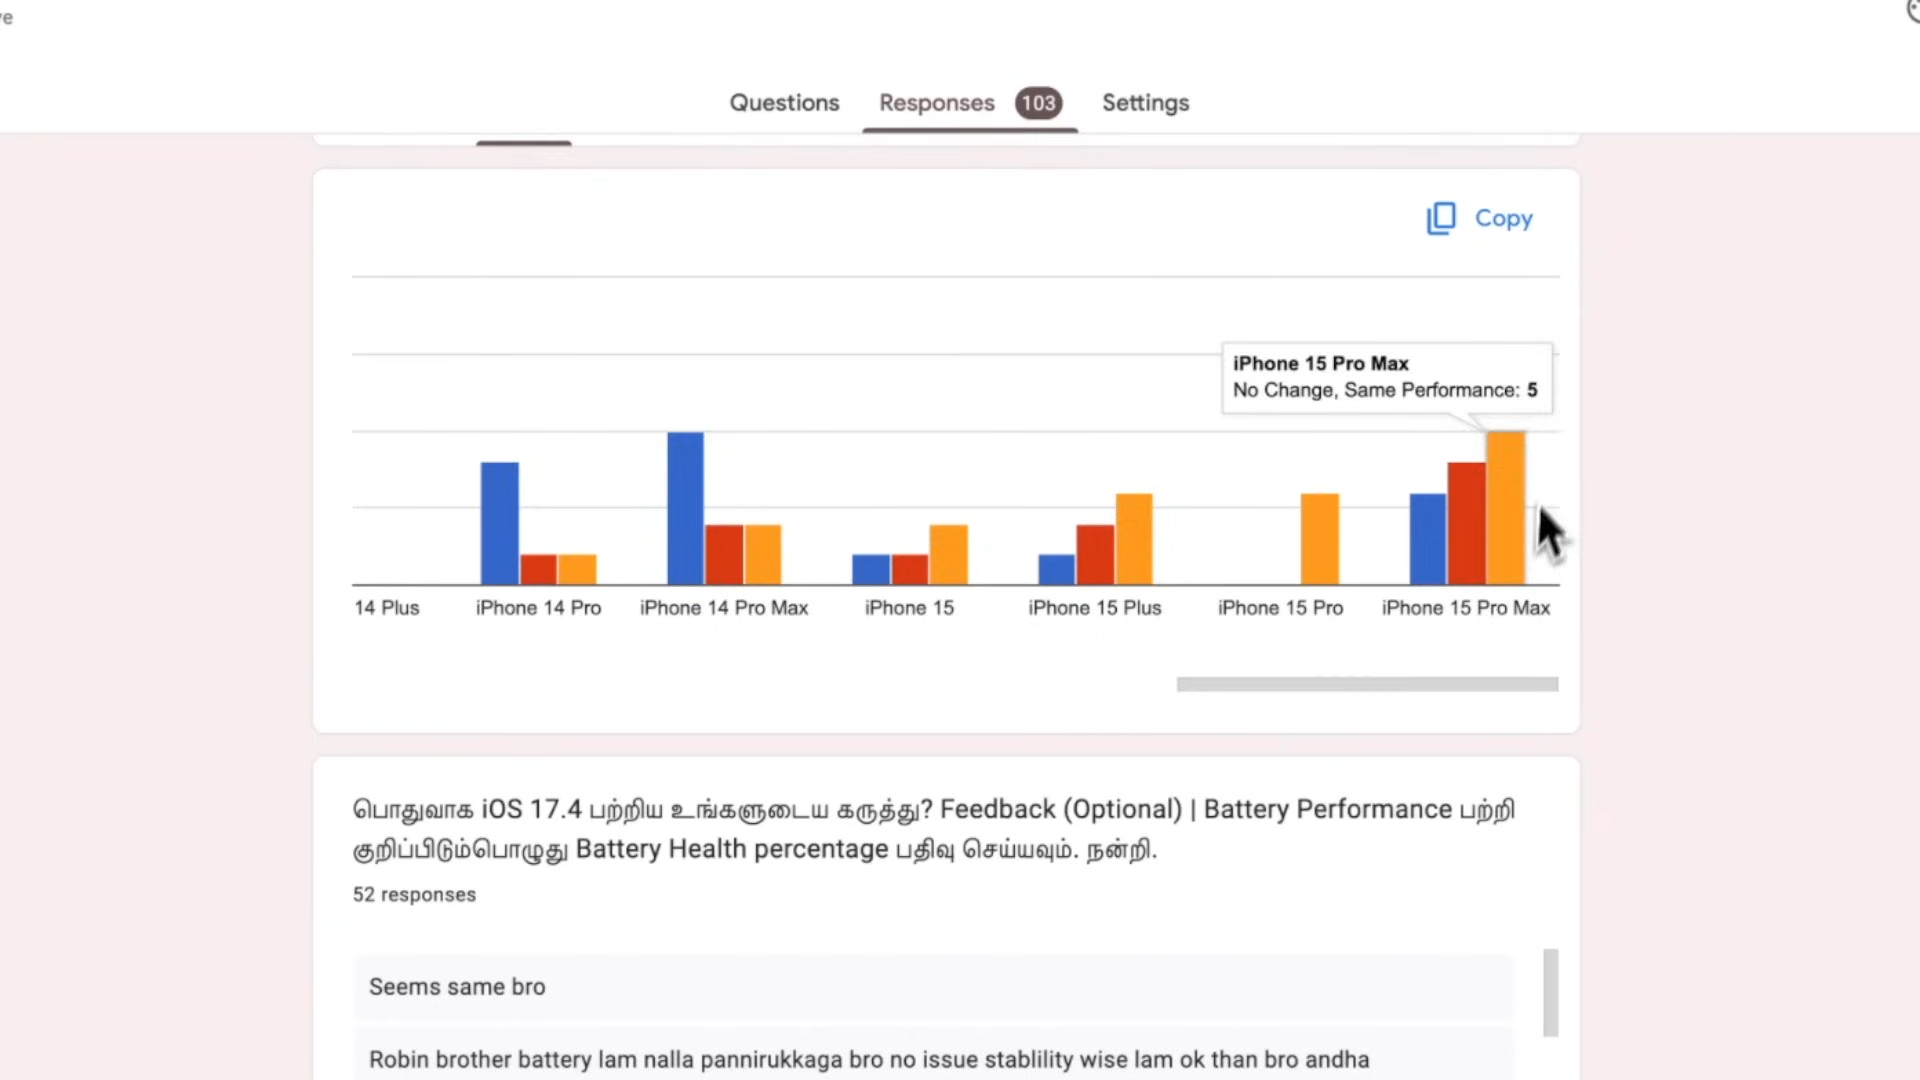 ve
Questions Responses 103 Settings
Copy
iPhone 15 Pro Max
No Change, Same Performance: 5
14 Plus iPhone 14 Pro iPhone 14 Pro Max iPhone 15 iPhone 15 Plus iPhone 15 Pro iPhone 15 Pro Max
பொதுவாக iOS 17.4 பற்றிய உங்களுடைய கருத்து? Feedback (Optional) | Battery Performance பற்றி
குறிப்பிடும்பொழுது Battery Health percentage பதிவு செய்யவும். நன்றி.
52 responses
Seems same bro
Robin brother battery lam nalla pannirukkaga bro no issue stablility wise lam ok than bro andha